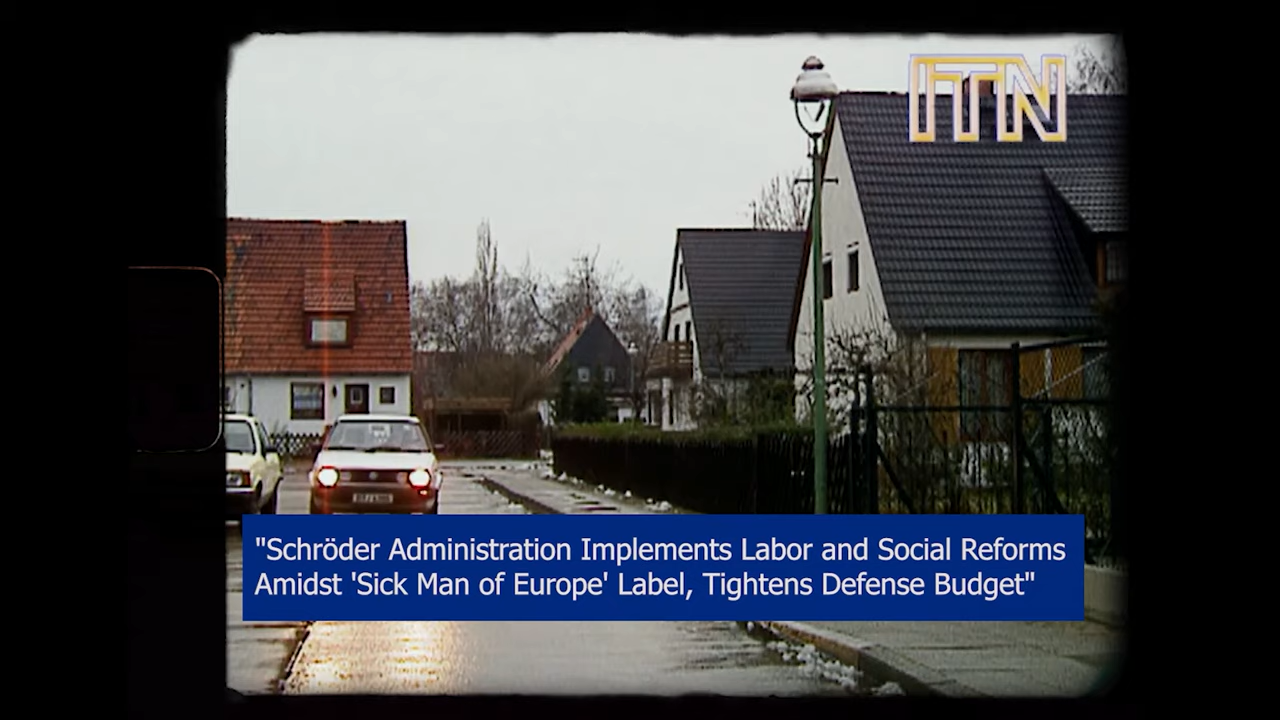 ITN
"Schröder Administration Implements Labor and Social Reforms
Amidst 'Sick Man of Europe' Label, Tightens Defense Budget"